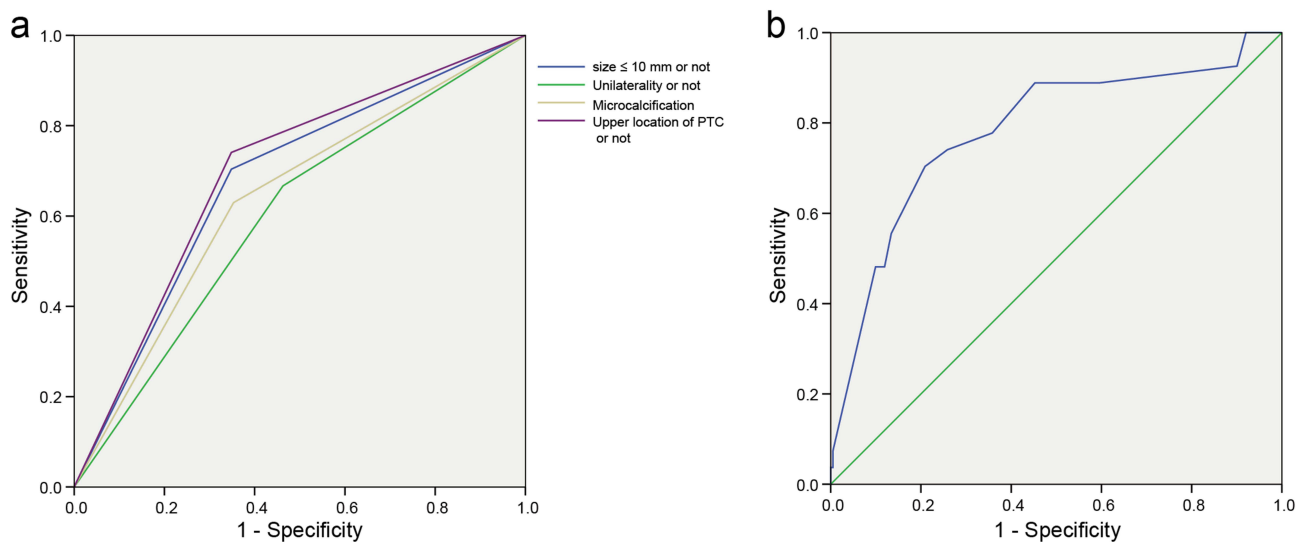 a
1.0
0.8
0.6
0.4
0.2
0.0
Sensitivity
0.0 0.2 0.4 0.6 0.8 1.0
1 - Specificity
size ≤ 10 mm or not
Unilaterality or not
Microcalcification
Upper location of PTC
or not
b
1.0
0.8
0.6
0.4
0.2
0.0
Sensitivity
0.0 0.2 0.4 0.6 0.8 1.0
1 - Specificity